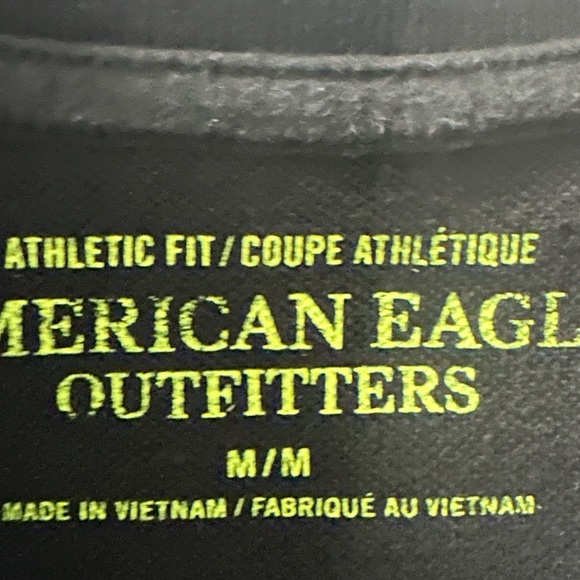 ATHLETIC FIT / COUPE ATHLÉTIQUE
MERICAN EAGL
OUTFITTERS
M/M
MADE IN VIETNAM / FABRIQUÉ AU VIETNAM